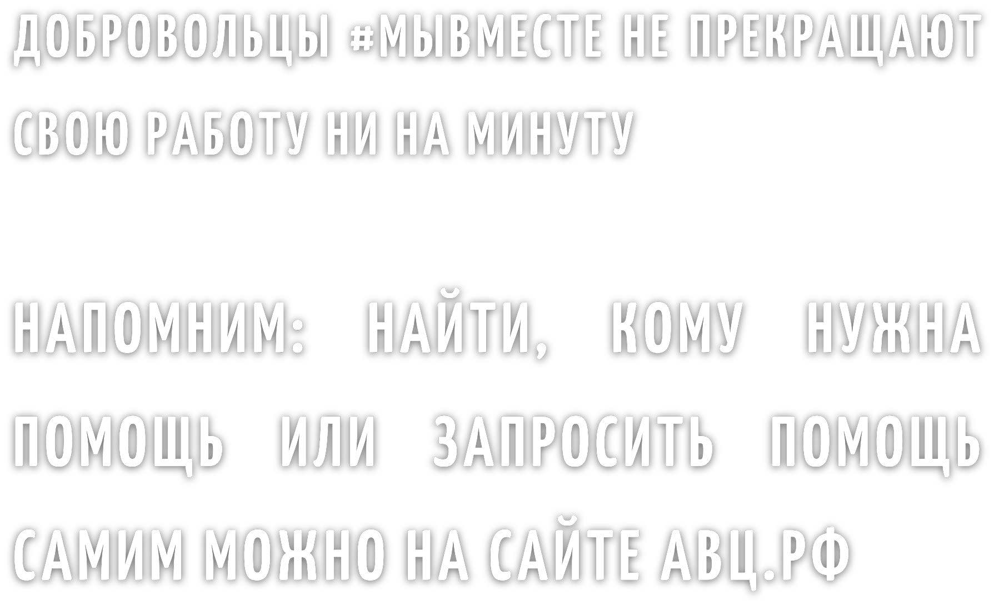 ДОБРОВОЛЬЦЫ #МЫВМЕСТЕ НЕ ПРЕКРАЩАЮТ
СВОЮ РАБОТУ НИ НА МИНУТУ
НАПОМНИМ: НАЙТИ, КОМУ НУЖНА
ПОМОЩЬ ИЛИ ЗАПРОСИТЬ ПОМОЩЬ
САМИМ МОЖНО НА САЙТЕ АВЦ.РФ